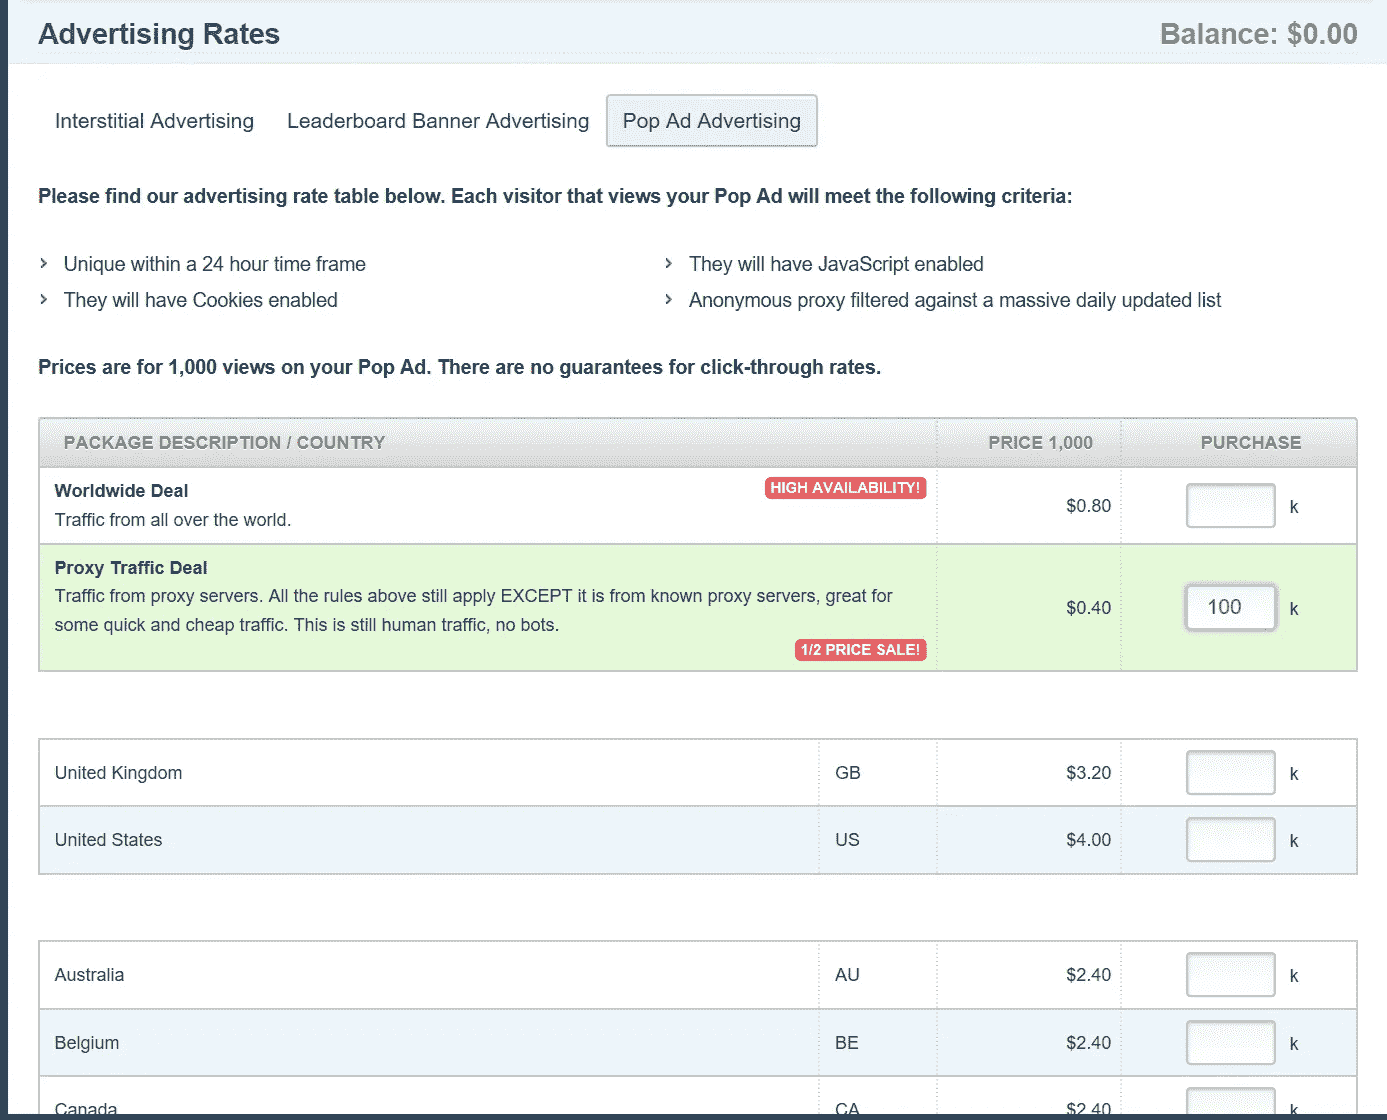 Advertising Rates
Balance: $0.00
Interstitial Advertising
Leaderboard Banner Advertising
Pop Ad Advertising
Please find our advertising rate table below. Each visitor that views your Pop Ad will meet the following criteria:
› Unique within a 24 hour time frame
› They will have JavaScript enabled
› They will have Cookies enabled
› Anonymous proxy filtered against a massive daily updated list
Prices are for 1,000 views on your Pop Ad. There are no guarantees for click-through rates.
PACKAGE DESCRIPTION / COUNTRY PRICE 1,000 PURCHASE
Worldwide Deal HIGH AVAILABILITY!
Traffic from all over the world. $0.80 k
Proxy Traffic Deal
Traffic from proxy servers. All the rules above still apply EXCEPT it is from known proxy servers, great for
some quick and cheap traffic. This is still human traffic, no bots.
1/2 PRICE SALE!
$0.40 100 k
United Kingdom GB $3.20 k
United States US $4.00 k
Australia AU $2.40 k
Belgium BE $2.40 k
Canada CA $2.40 k